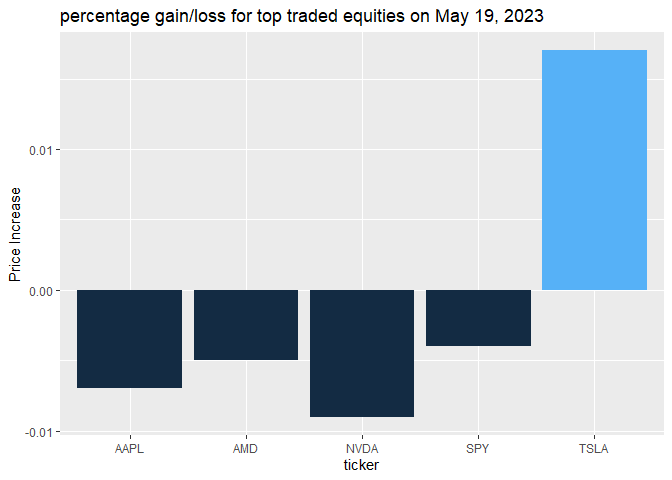 percentage gain/loss for top traded equities on May 19, 2023
Price Increase
0.01
0.00
-0.01
AAPL AMD NVDA SPY TSLA
ticker